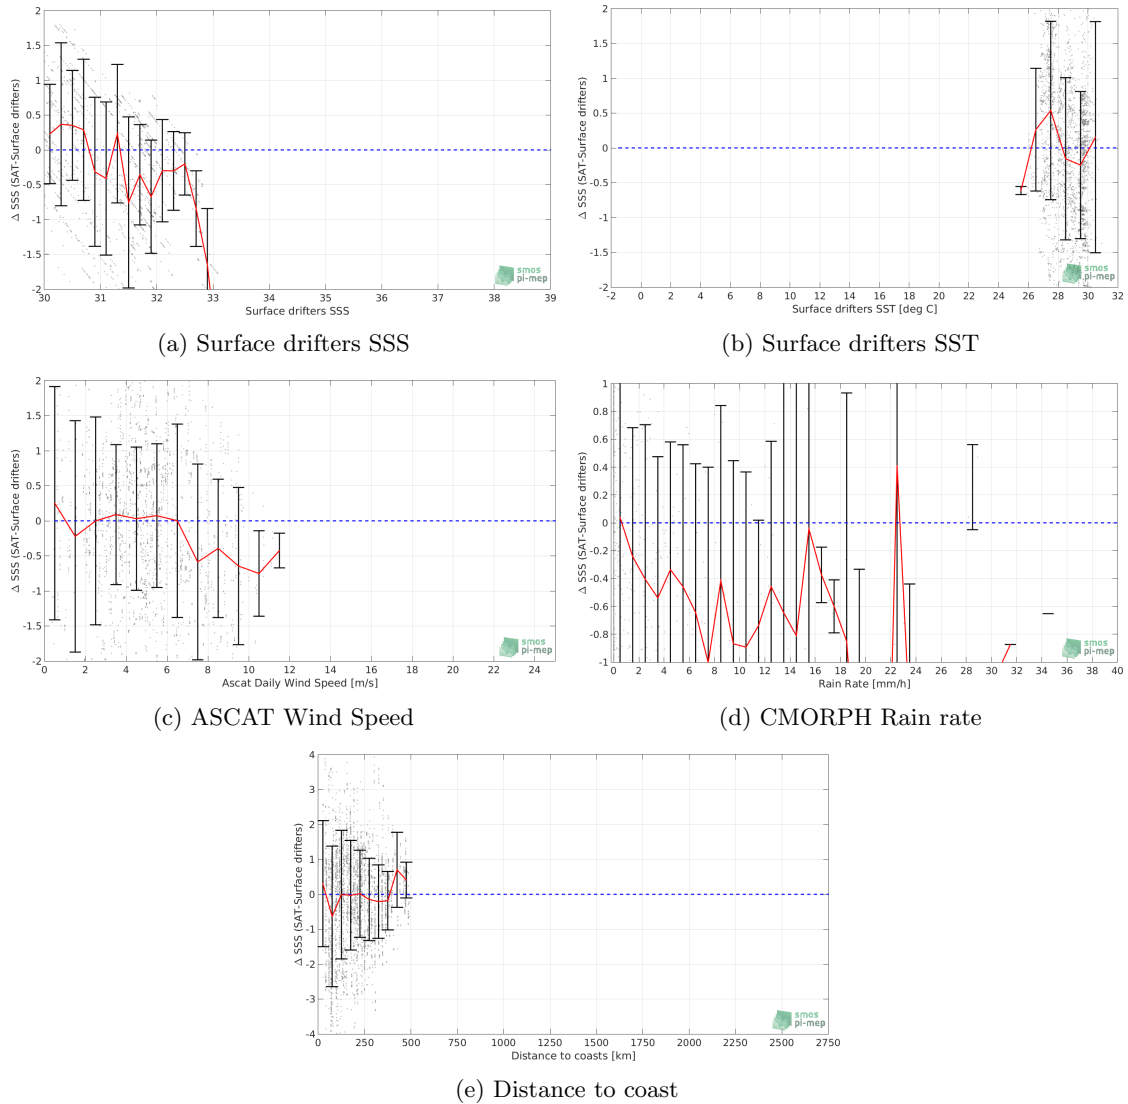 2
1.5
1
0.5
0
-0.5
-1
-1.5
-2
Δ SSS (SAT-Surface drifters)
30 31 32 33 34 35 36 37 38 39
Surface drifters SSS
smos
pi-mep
(a) Surface drifters SSS
2
1.5
1
0.5
0
-0.5
-1
-1.5
-2
Δ SSS (SAT-Surface drifters)
-2 0 2 4 6 8 10 12 14 16 18 20 22 24 26 28 30 32
Surface drifters SST [deg C]
smos
pi-mep
(b) Surface drifters SST
2
1.5
1
0.5
0
-0.5
-1
-1.5
-2
Δ SSS (SAT-Surface drifters)
0 2 4 6 8 10 12 14 16 18 20 22 24
Ascat Daily Wind Speed [m/s]
smos
pi-mep
(c) ASCAT Wind Speed
1
0.8
0.6
0.4
0.2
0
-0.2
-0.4
-0.6
-0.8
-1
Δ SSS (SAT-Surface drifters)
0 2 4 6 8 10 12 14 16 18 20 22 24 26 28 30 32 34 36 38 40
Rain Rate [mm/h]
smos
pi-mep
(d) CMORPH Rain rate
4
3
2
1
0
-1
-2
-3
-4
Δ SSS (SAT-Surface drifters)
0 250 500 750 1000 1250 1500 1750 2000 2250 2500 2750
Distance to coasts [km]
smos
pi-mep
(e) Distance to coast